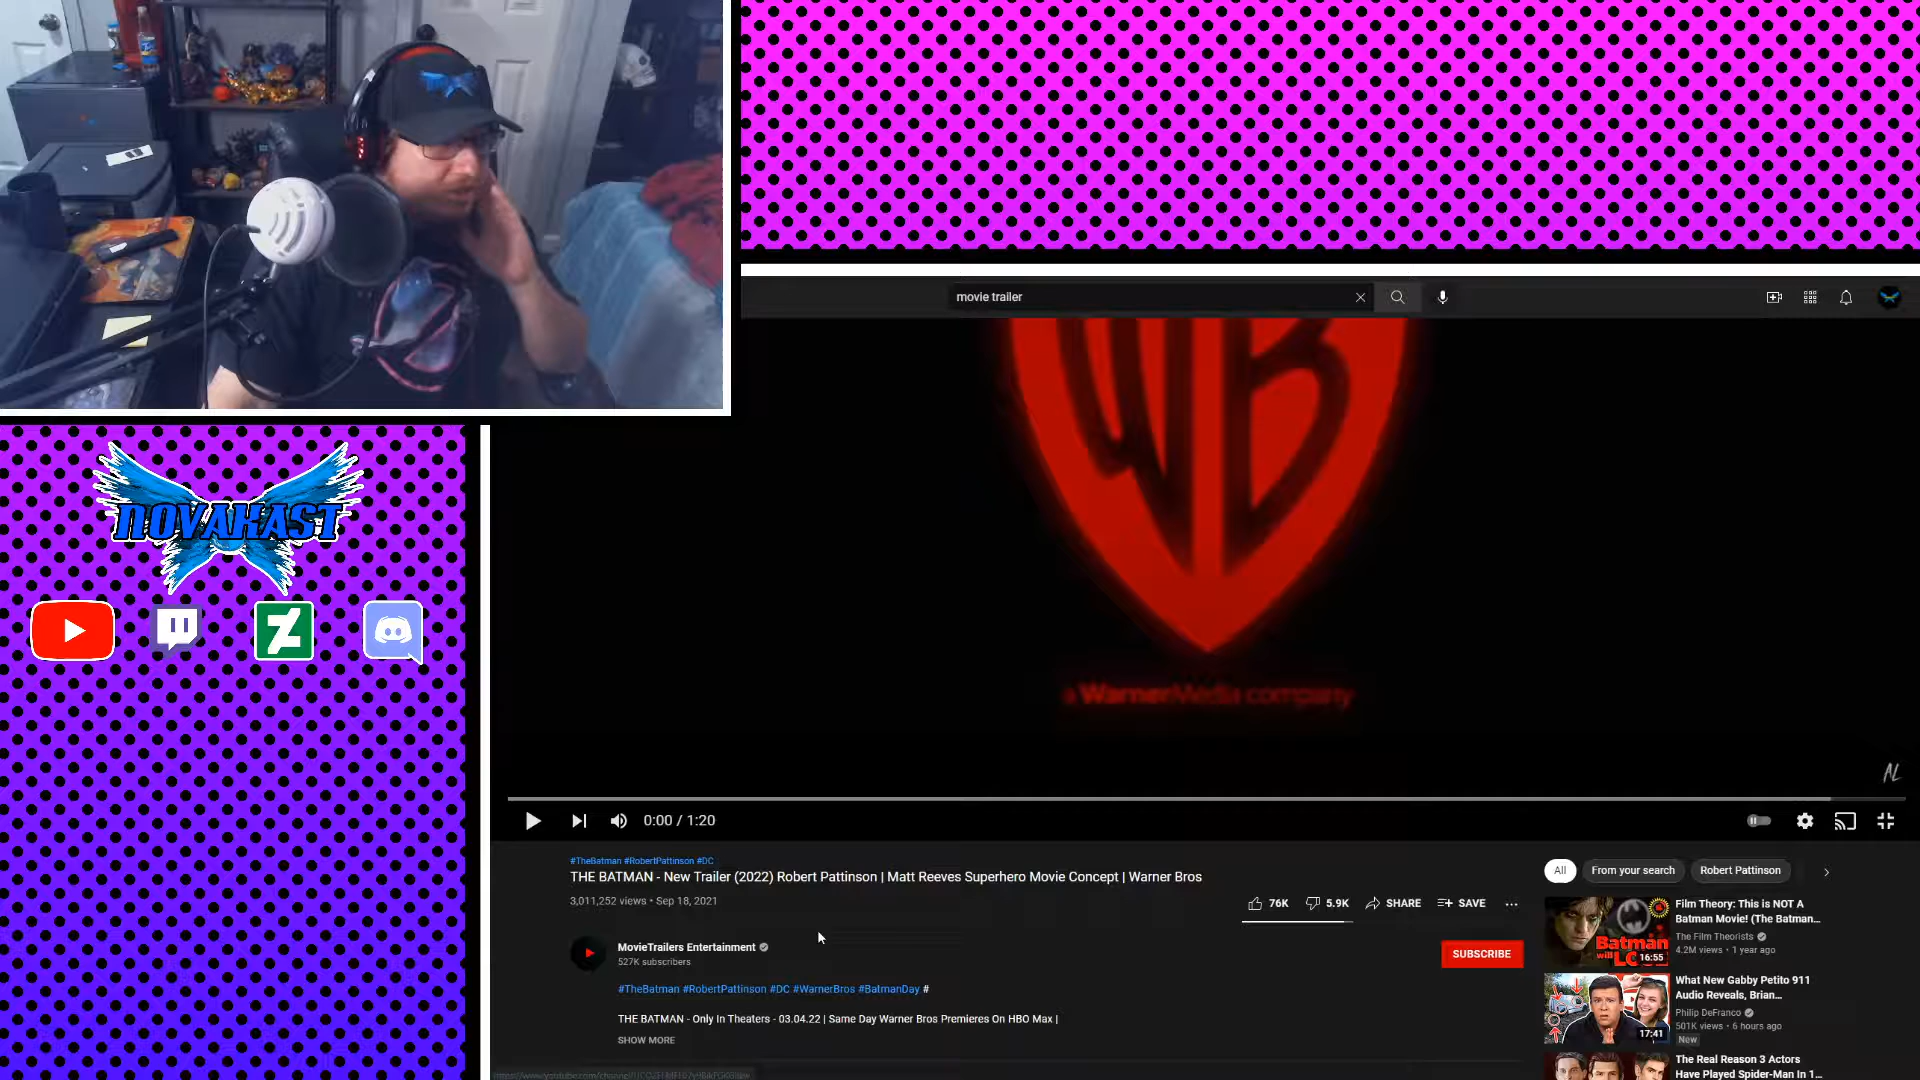 movie trailer
WB
a WarnerMedia company
AL
NOVAKAST
0:00 / 1:20
#TheBatman #RobertPattinson #DC
THE BATMAN - New Trailer (2022) Robert Pattinson | Matt Reeves Superhero Movie Concept | Warner Bros
3,011,252 views • Sep 18, 2021
76K
5.9K
SHARE
SAVE
MovieTrailers Entertainment
527K subscribers
SUBSCRIBE
#TheBatman #RobertPattinson #DC #WarnerBros #BatmanDay #
THE BATMAN - Only In Theaters - 03.04.22 | Same Day Warner Bros Premieres On HBO Max |
SHOW MORE
All
From your search
Robert Pattinson
Batman
will LO
16:55
Film Theory: This is NOT A
Batman Movie! (The Batman...
The Film Theorists
4.2M views • 1 year ago
17:41
What New Gabby Petito 911
Audio Reveals, Brian...
Philip DeFranco
501K views • 6 hours ago
New
The Real Reason 3 Actors
Have Played Spider-Man In 1...